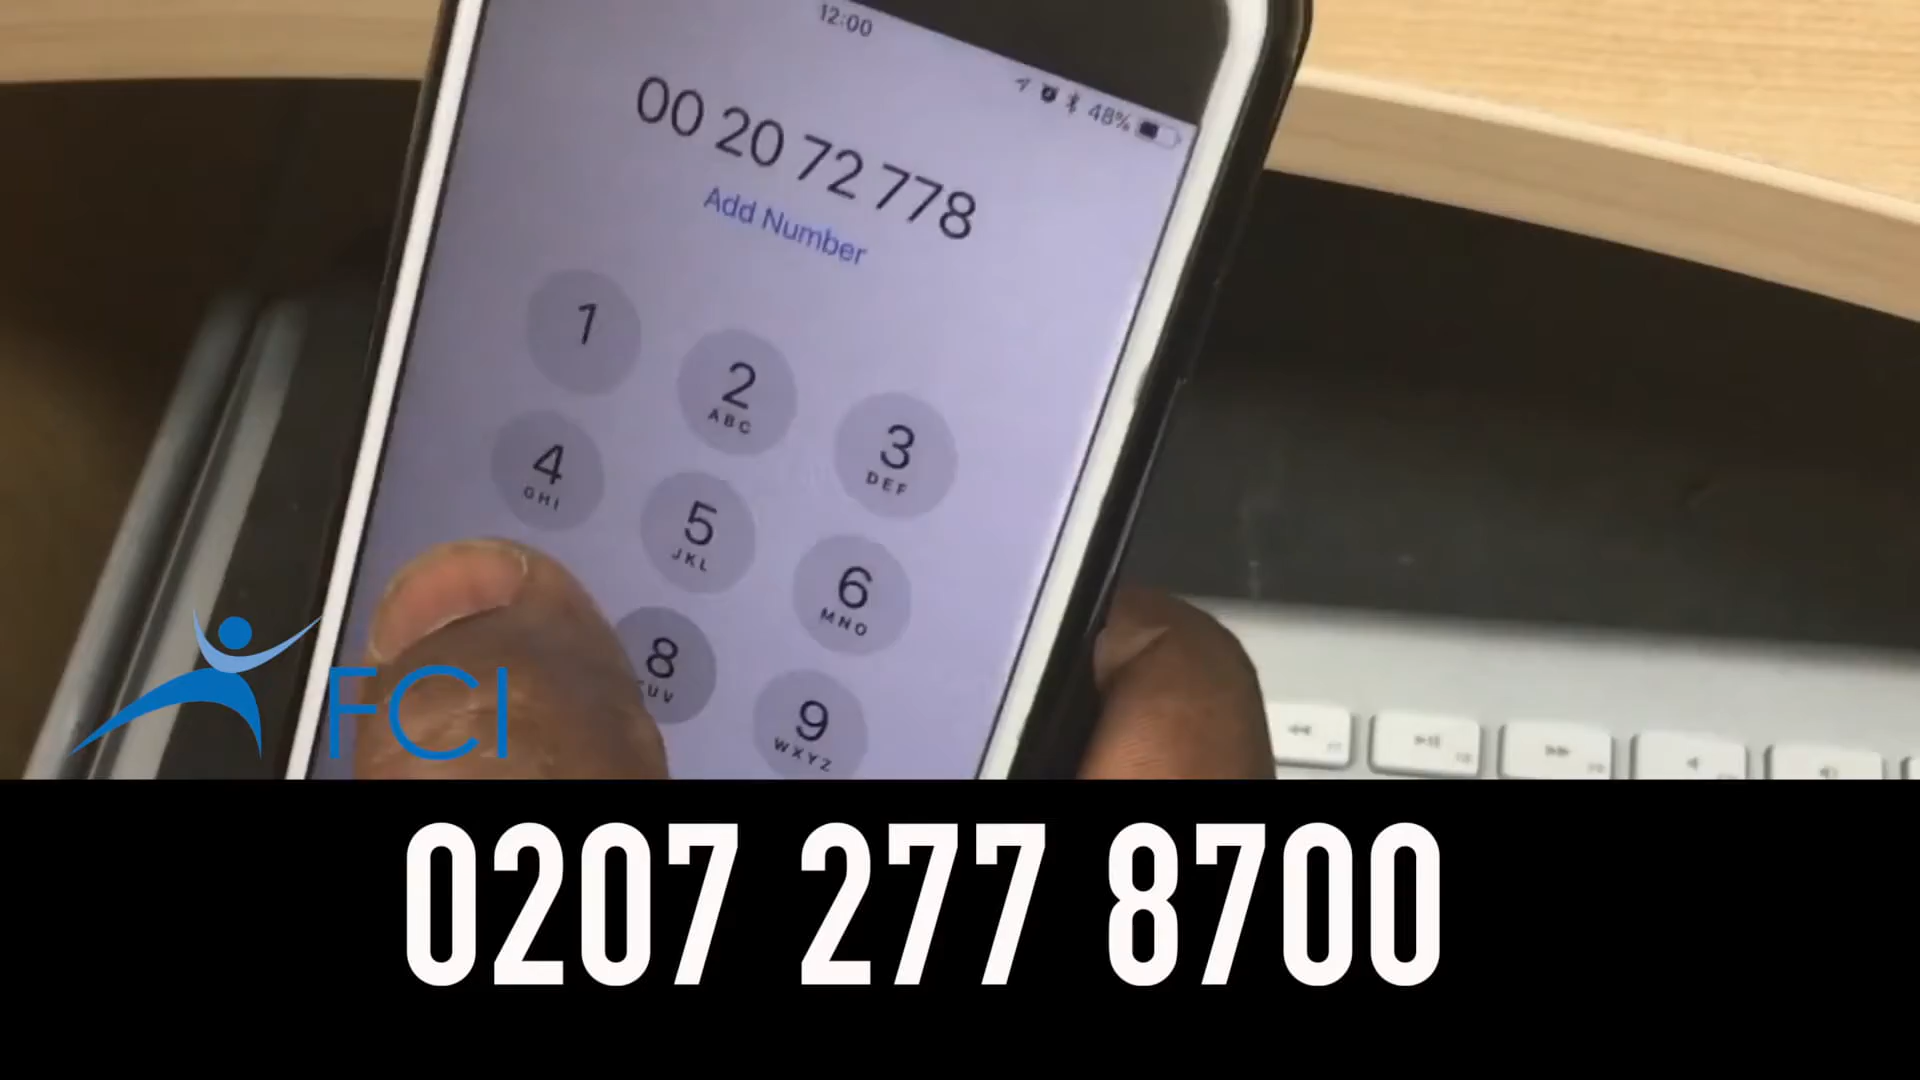 12:00
48%
00 20 72 778
Add Number
1
2
ABC
3
DEF
4
GHI
5
JKL
6
MNO
8
TUV
9
WXYZ
FCI
0207 277 8700